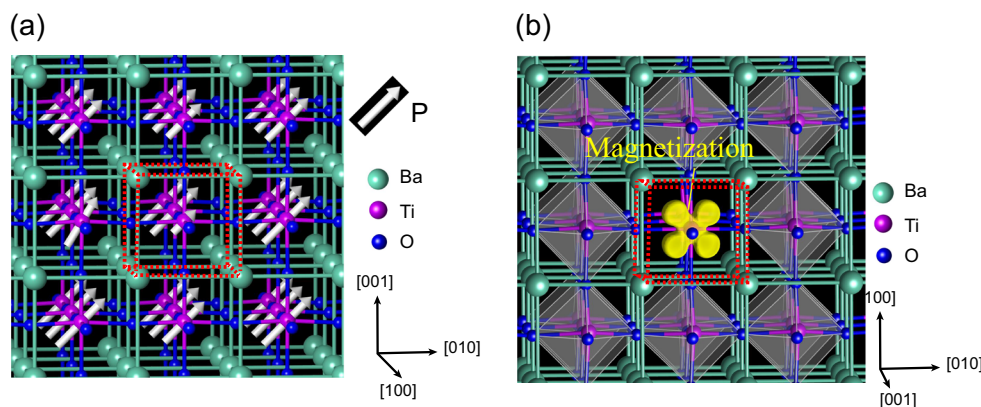 (a)
P
Ba
Ti
O
[001]
[010]
[100]
(b)
Magnetization
Ba
Ti
O
100]
[010]
[001]